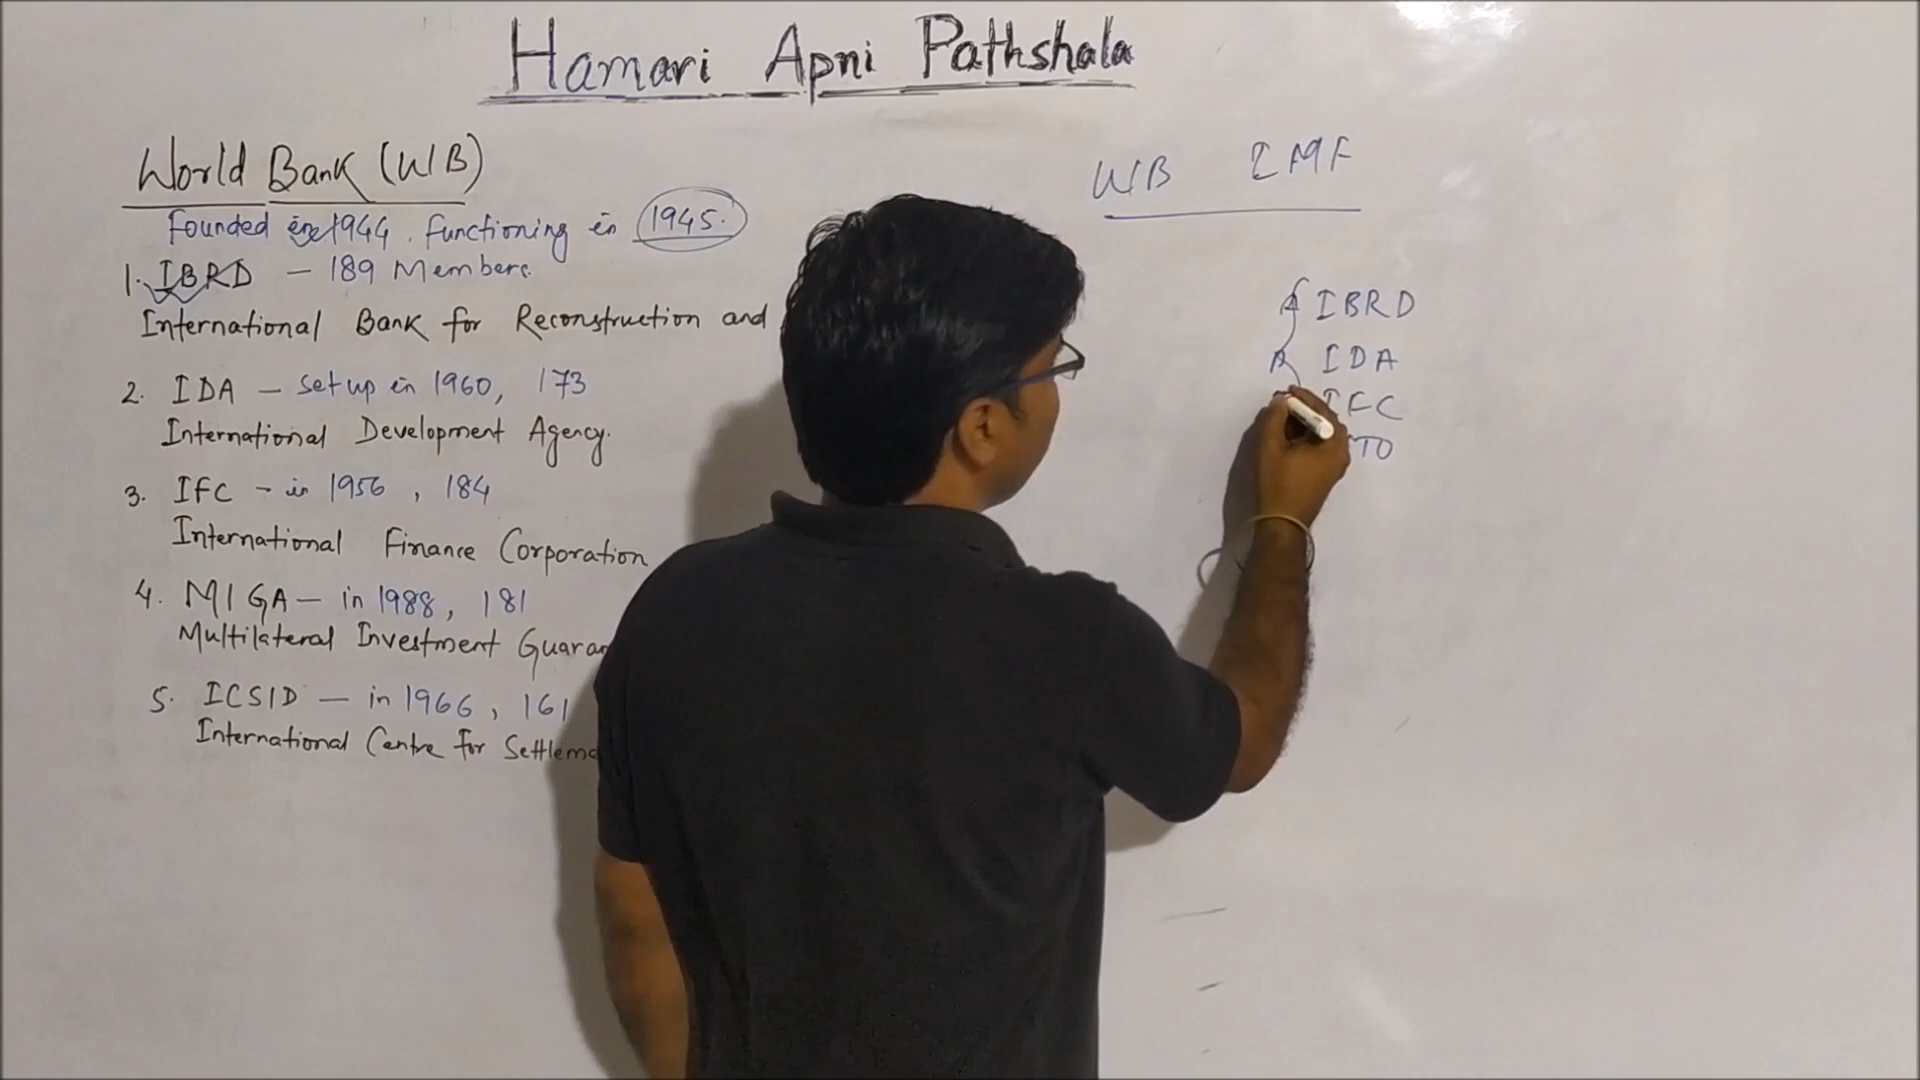 Hamari Apni Pathshala
World Bank (WB)
Founded in 1944. functioning in 1945.
1. IBRD - 189 Members.
International Bank for Reconstruction and
2. IDA - set up in 1960, 173
International Development Agency.
3. IFC - in 1956, 184
International Finance Corporation
4. MIGA - in 1988, 181
Multilateral Investment Guaran
5. ICSID - in 1966, 161
International Centre for Settleme
WB IMF
A IBRD
B IDA
IFC
TO